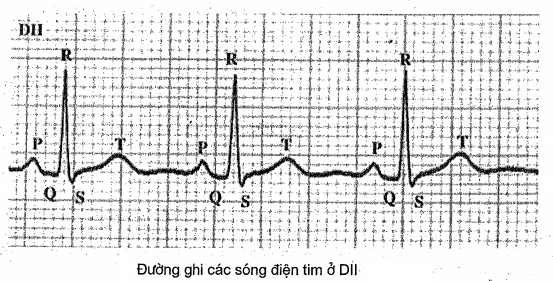 DII
R R R
P T P T P T
Q S Q S Q S
Đường ghi các sóng điện tim ở DII